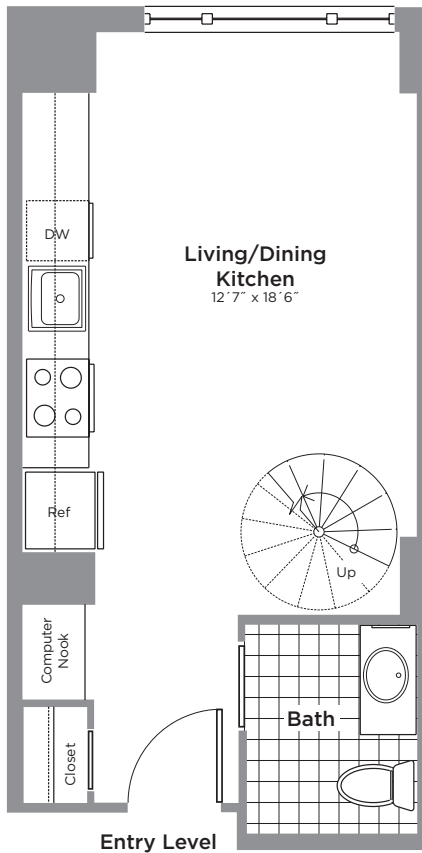 DW
Living/Dining
Kitchen
12´7˝ x 18´6˝
Ref
Up
Computer
Nook
Bath
Closet
Entry Level